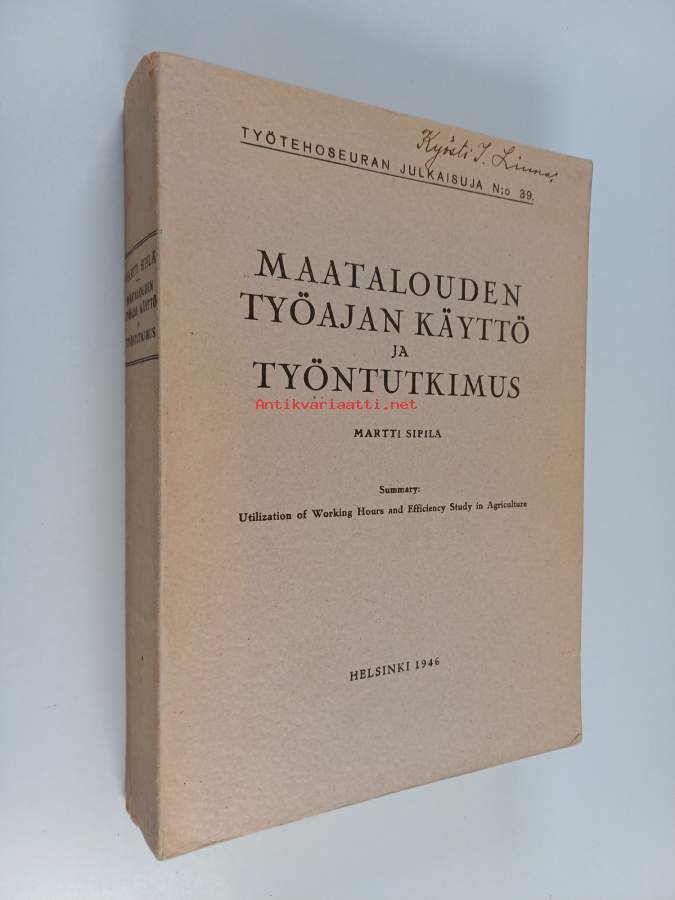 Kyösti J. Linna
TYÖTEHOSEURAN JULKAISUJA N:o 39.
MAATALOUDEN
TYÖAJAN KÄYTTÖ
JA
TYÖNTUTKIMUS
Antikvariaatti.net
MARTTI SIPILÄ
Summary:
Utilization of Working Hours and Efficiency Study in Agriculture
HELSINKI 1946
MARTTI SIPILÄ
MAATALOUDEN
TYÖAJAN KÄYTTÖ
JA
TYÖNTUTKIMUS